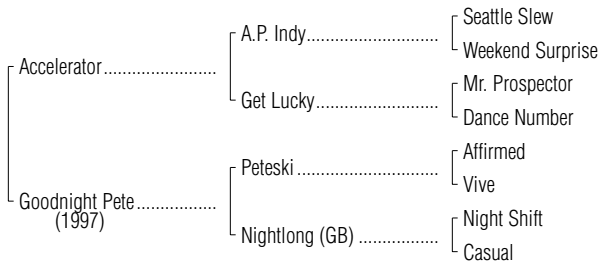 Seattle Slew
A.P. Indy
Weekend Surprise
Accelerator
Mr. Prospector
Get Lucky
Dance Number
Affirmed
Peteski
Vive
Goodnight Pete
(1997)
Night Shift
Nightlong (GB)
Casual